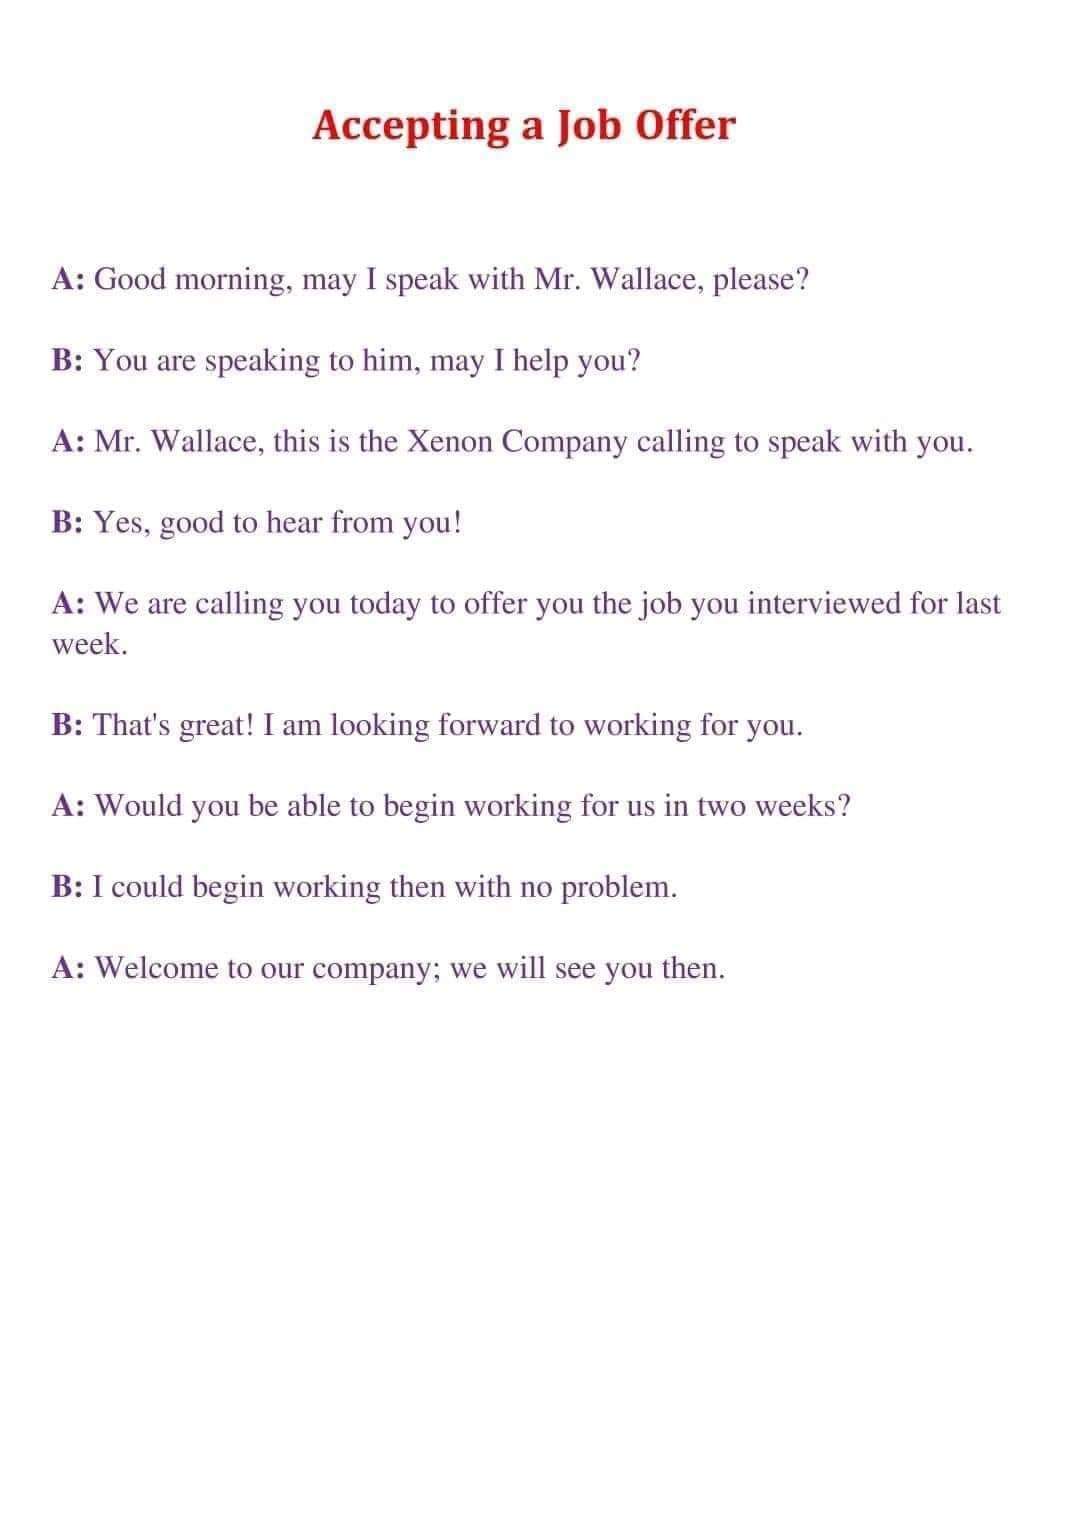 Accepting a Job Offer
A: Good morning, may I speak with Mr. Wallace, please?
B: You are speaking to him, may I help you?
A: Mr. Wallace, this is the Xenon Company calling to speak with you.
B: Yes, good to hear from you!
A: We are calling you today to offer you the job you interviewed for last
week.
B: That's great! I am looking forward to working for you.
A: Would you be able to begin working for us in two weeks?
B: I could begin working then with no problem.
A: Welcome to our company; we will see you then.